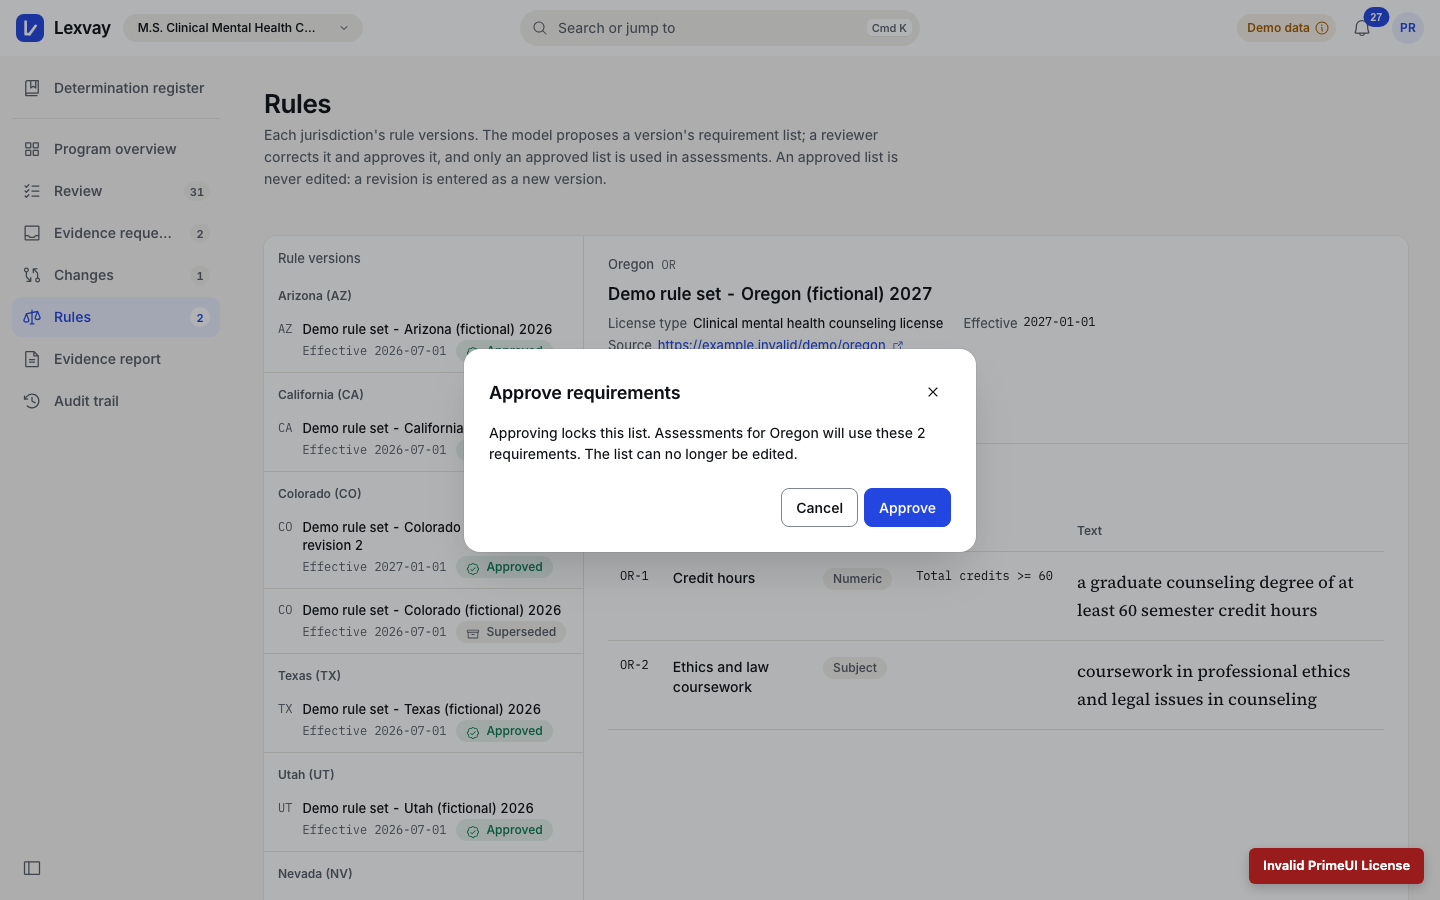 Lexvay
M.S. Clinical Mental Health C...
Search or jump to
Cmd K
Demo data
27
PR
Determination register
Program overview
Review
31
Evidence reque...
2
Changes
1
Rules
2
Evidence report
Audit trail
Rules
Each jurisdiction's rule versions. The model proposes a version's requirement list; a reviewer
corrects it and approves it, and only an approved list is used in assessments. An approved list is
never edited: a revision is entered as a new version.
Rule versions
Arizona (AZ)
AZ Demo rule set - Arizona (fictional) 2026
Effective 2026-07-01 Approved
California (CA)
CA Demo rule set - California
Effective 2026-07-01
Colorado (CO)
CO Demo rule set - Colorado
revision 2
Effective 2027-01-01 Approved
CO Demo rule set - Colorado (fictional) 2026
Effective 2026-07-01 Superseded
Texas (TX)
TX Demo rule set - Texas (fictional) 2026
Effective 2026-07-01 Approved
Utah (UT)
UT Demo rule set - Utah (fictional) 2026
Effective 2026-07-01 Approved
Nevada (NV)
Oregon OR
Demo rule set - Oregon (fictional) 2027
License type Clinical mental health counseling license Effective 2027-01-01
Source https://example.invalid/demo/oregon
Approve requirements
Approving locks this list. Assessments for Oregon will use these 2
requirements. The list can no longer be edited.
Cancel
Approve
Text
OR-1 Credit hours Numeric Total credits >= 60 a graduate counseling degree of at
least 60 semester credit hours
OR-2 Ethics and law Subject coursework in professional ethics
coursework and legal issues in counseling
Invalid PrimeUI License